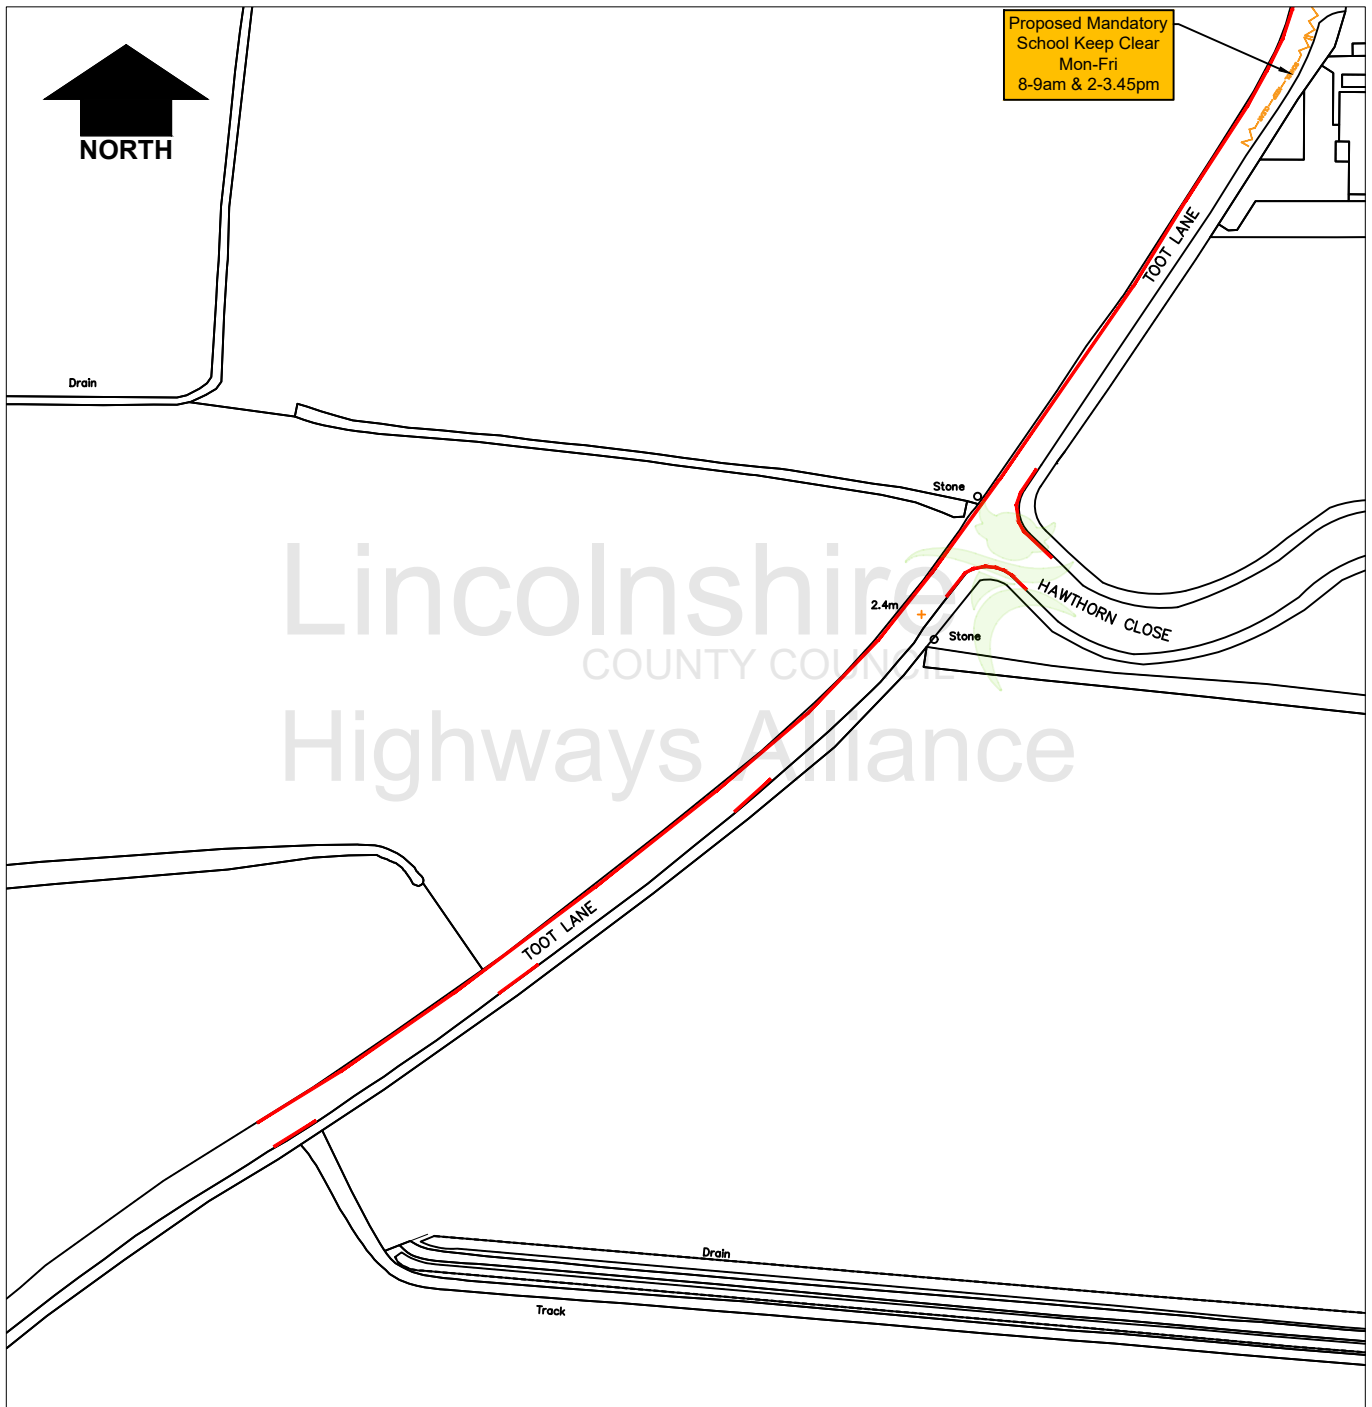 Proposed Mandatory
School Keep Clear
Mon-Fri
8-9am & 2-3.45pm
NORTH
TOOT LANE
Drain
Stone
Lincolnshire
HAWTHORN CLOSE
2.4m
Stone
COUNTY COUNCIL
Highways Alliance
TOOT LANE
Drain
Track